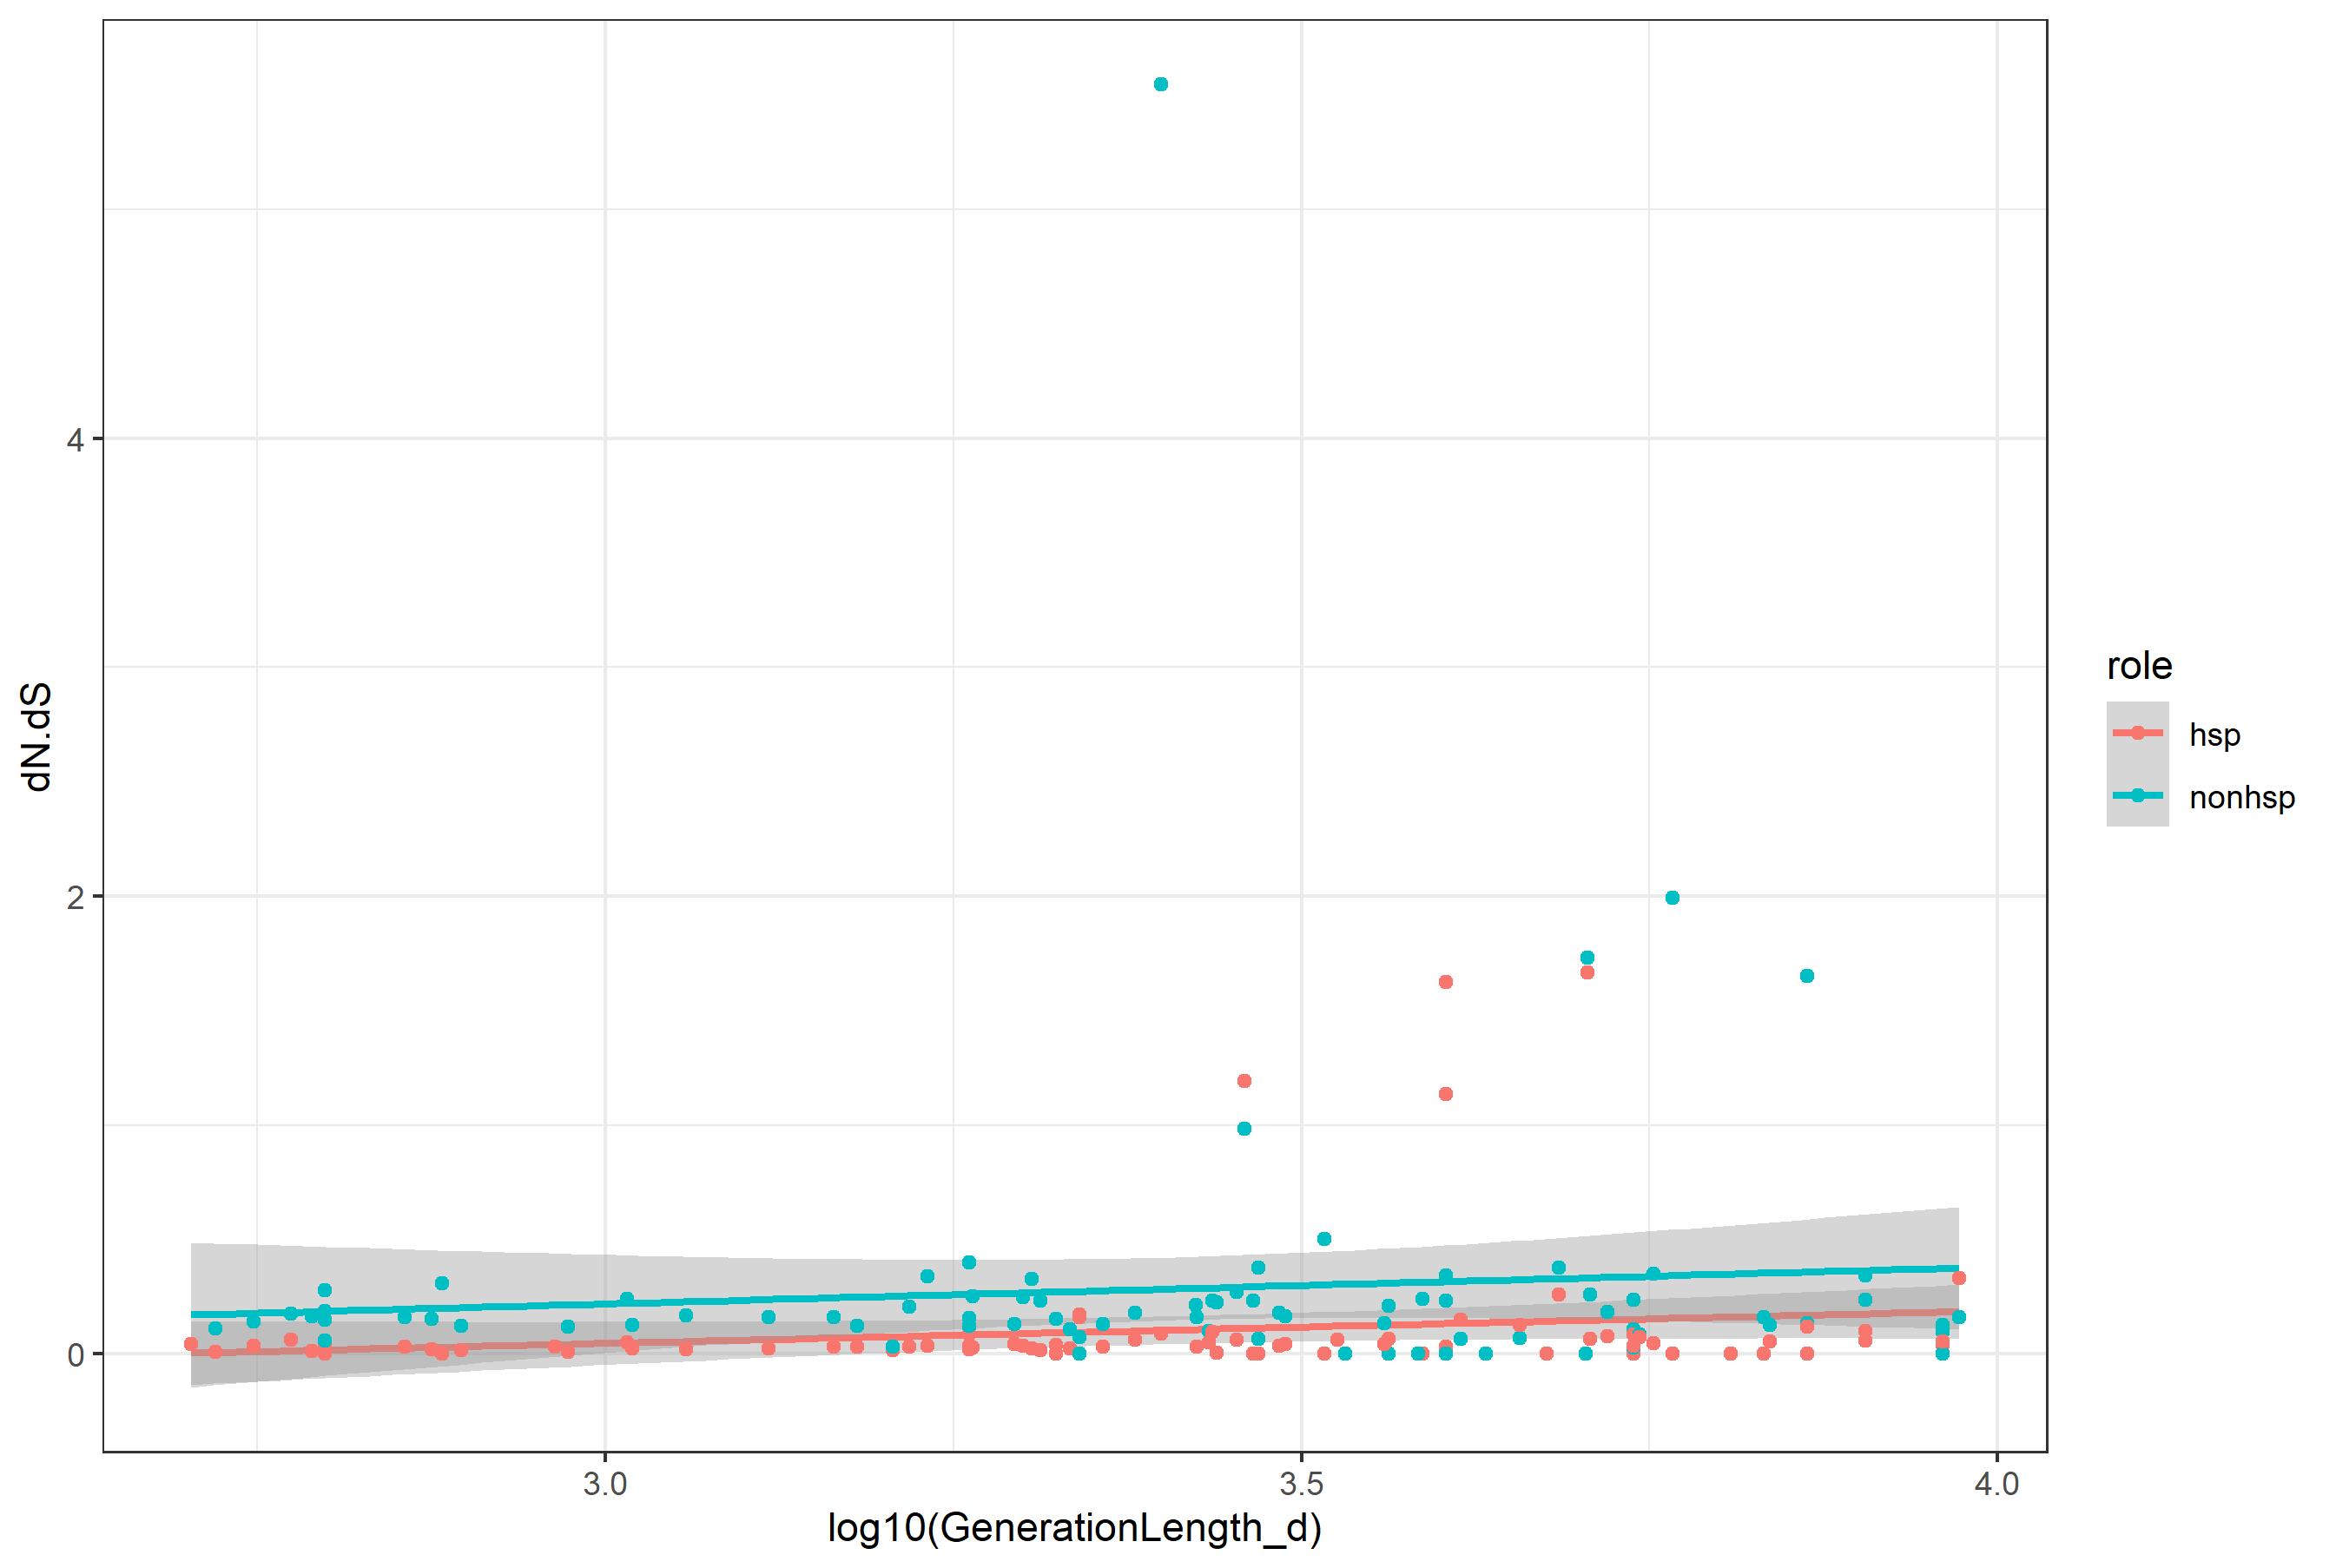 dN.dS
4
2
0
3.0
3.5
4.0
log10(GenerationLength_d)
role
hsp
nonhsp